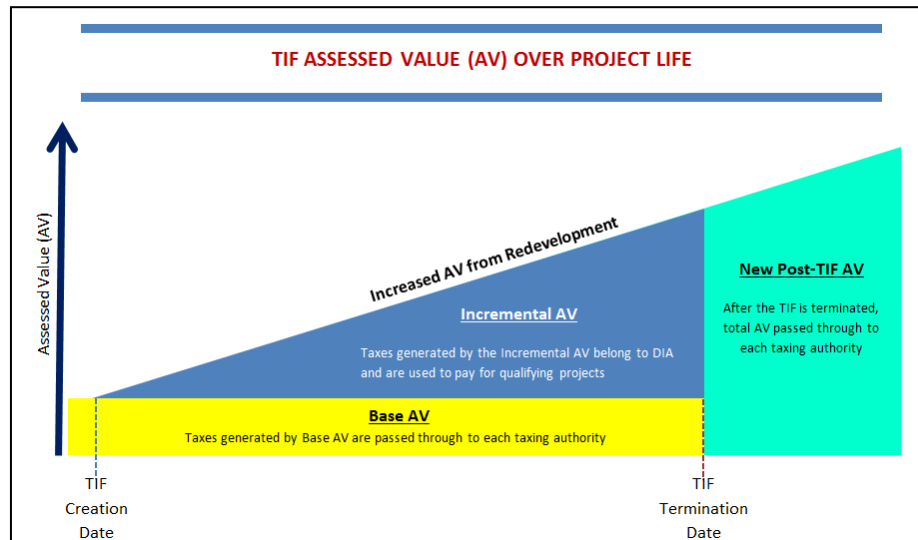 TIF ASSESSED VALUE (AV) OVER PROJECT LIFE
Assessed Value (AV)
Increased AV from Redevelopment
Incremental AV
Taxes generated by the Incremental AV belong to DIA
and are used to pay for qualifying projects
New Post-TIF AV
After the TIF is terminated,
total AV passed through to
each taxing authority
Base AV
Taxes generated by Base AV are passed through to each taxing authority
TIF
Creation
Date
TIF
Termination
Date